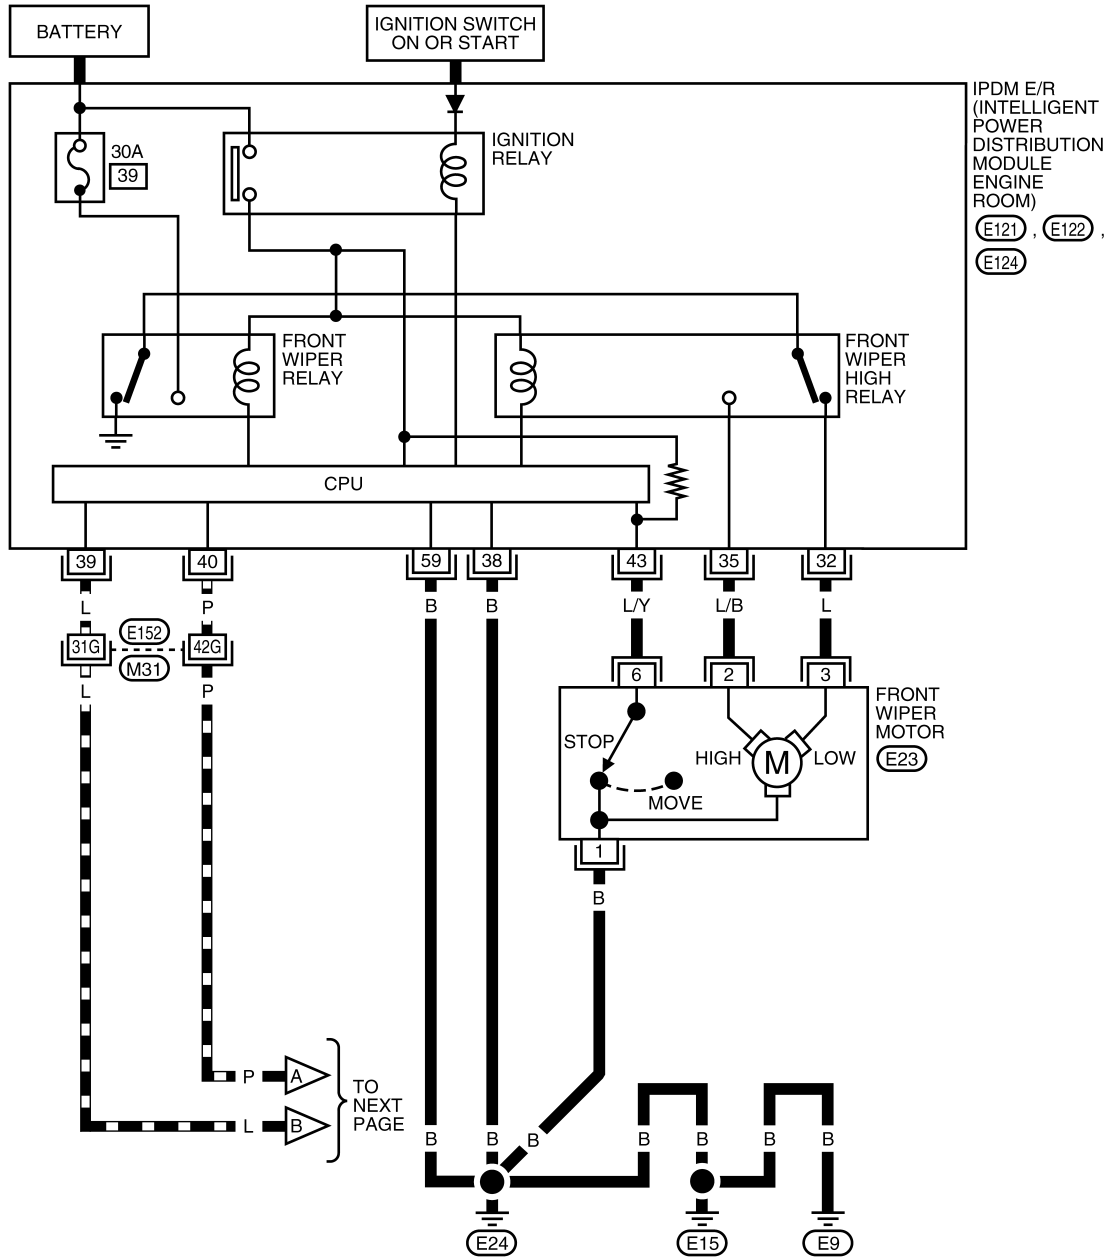 BATTERY
IGNITION SWITCH
ON OR START
IPDM E/R
(INTELLIGENT
POWER
DISTRIBUTION
MODULE
ENGINE
ROOM)
E121 , E122 ,
E124
30A
39
IGNITION
RELAY
FRONT
WIPER
RELAY
FRONT
WIPER
HIGH
RELAY
CPU
39 40 59 38 43 35 32
L P B B L/Y L/B L
31G E152 42G
M31
L P
6 2 3
FRONT
WIPER
MOTOR
E23
STOP
HIGH M LOW
MOVE
1
B
P A
L B
TO
NEXT
PAGE
B B B B B B B
E24 E15 E9